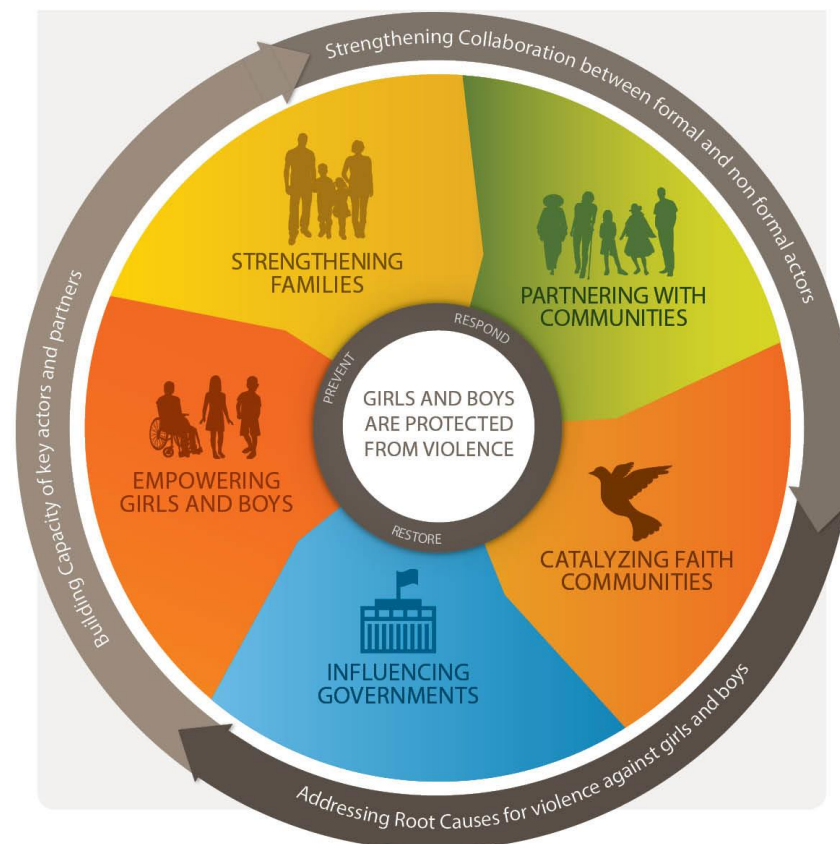 Strengthening Collaboration between formal and non formal actors
STRENGTHENING
FAMILIES
PARTNERING WITH
COMMUNITIES
RESPOND
PREVENT
GIRLS AND BOYS
ARE PROTECTED
FROM VIOLENCE
EMPOWERING
GIRLS AND BOYS
RESTORE
CATALYZING FAITH
COMMUNITIES
INFLUENCING
GOVERNMENTS
Building Capacity of key actors and partners
Addressing Root Causes for violence against girls and boys